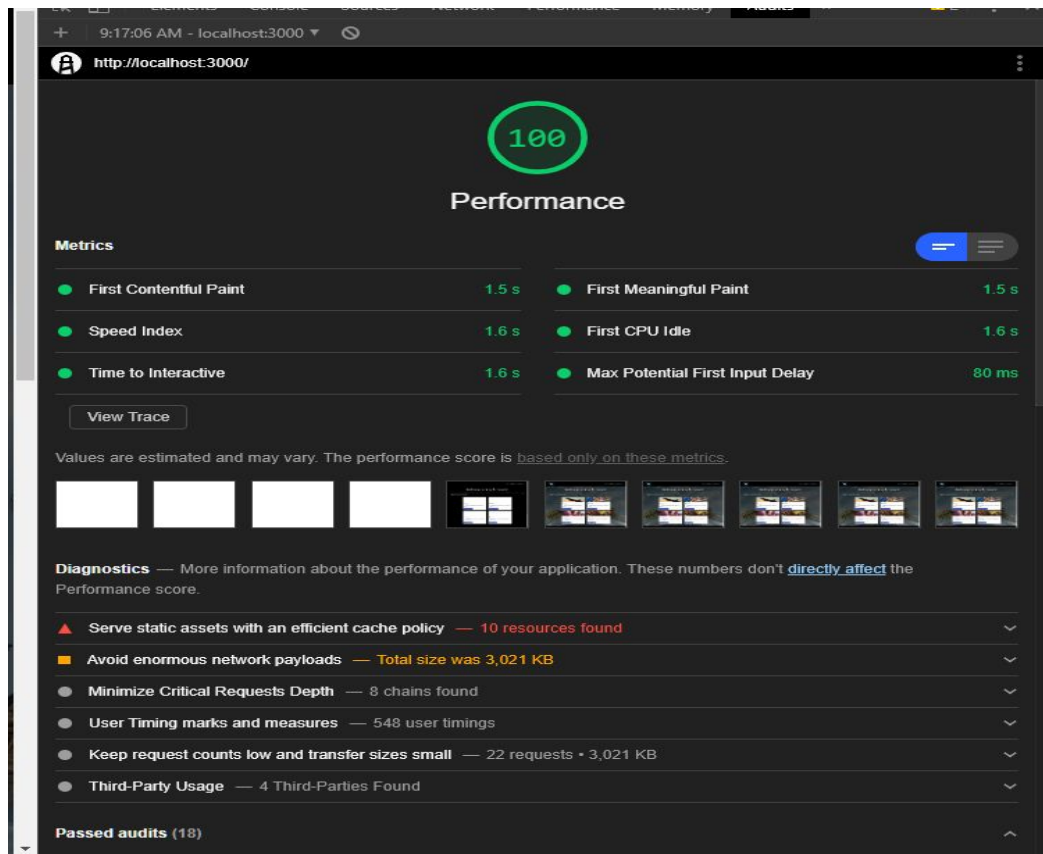 Elements Console Sources Network Performance Memory Audits
9:17:06 AM - localhost:3000
http://localhost:3000/
100
Performance
Metrics
First Contentful Paint 1.5 s First Meaningful Paint 1.5 s
Speed Index 1.6 s First CPU Idle 1.6 s
Time to Interactive 1.6 s Max Potential First Input Delay 80 ms
View Trace
Values are estimated and may vary. The performance score is based only on these metrics.
Diagnostics — More information about the performance of your application. These numbers don't directly affect the
Performance score.
Serve static assets with an efficient cache policy — 10 resources found
Avoid enormous network payloads — Total size was 3,021 KB
Minimize Critical Requests Depth — 8 chains found
User Timing marks and measures — 548 user timings
Keep request counts low and transfer sizes small — 22 requests • 3,021 KB
Third-Party Usage — 4 Third-Parties Found
Passed audits (18)